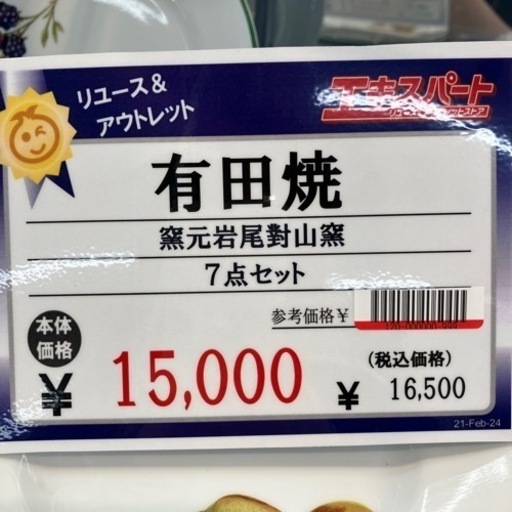 リユース&
アウトレット
エキスパート
有田焼
窯元岩尾對山窯
7点セット
参考価格¥
本体
価格
¥ 15,000
(税込価格)
¥ 16,500
21-Feb-24